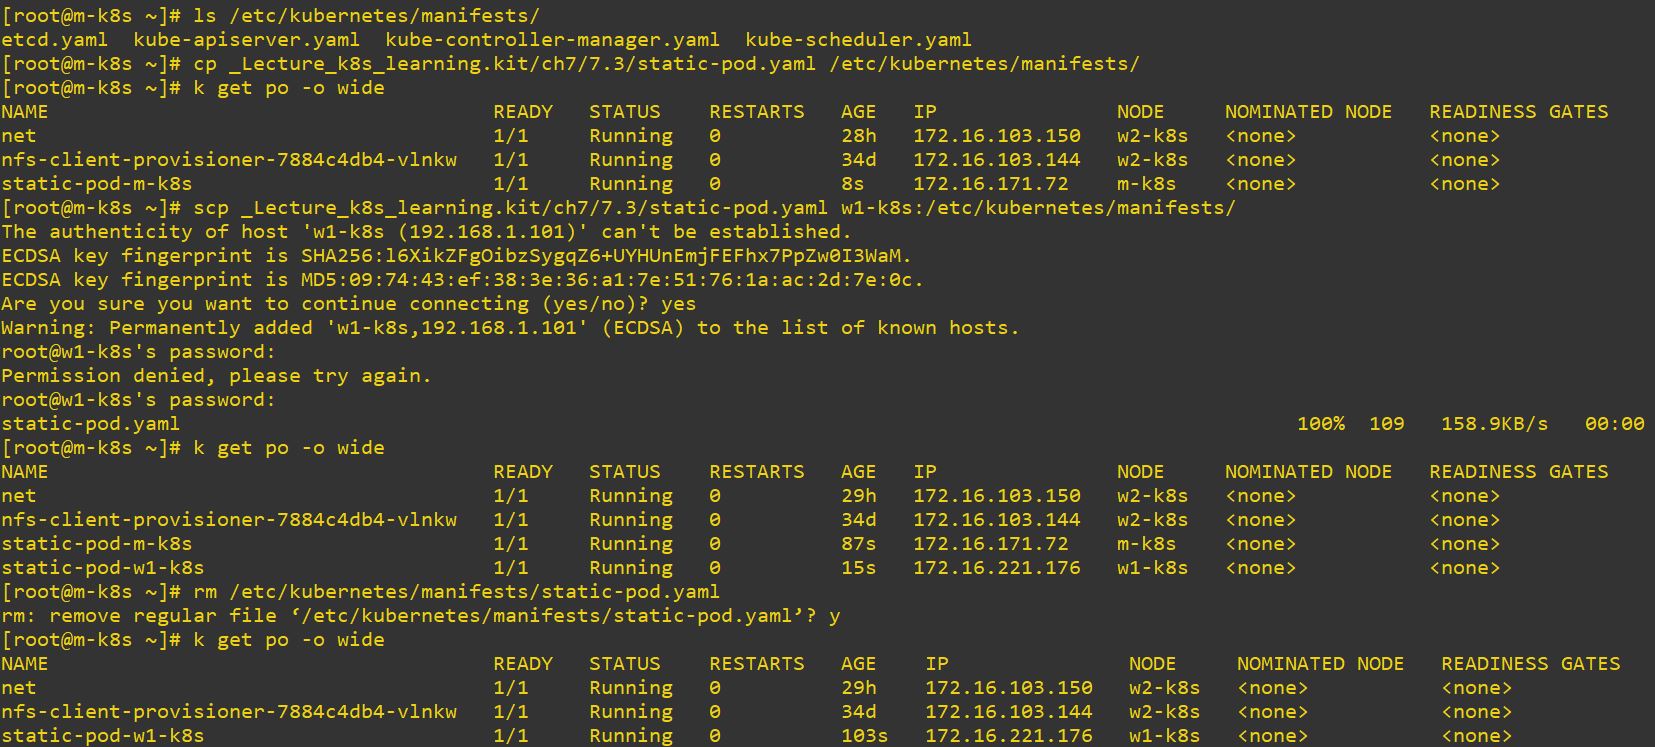 [root@m-k8s ~]# ls /etc/kubernetes/manifests/
etcd.yaml  kube-apiserver.yaml  kube-controller-manager.yaml  kube-scheduler.yaml
[root@m-k8s ~]# cp _Lecture_k8s_learning.kit/ch7/7.3/static-pod.yaml /etc/kubernetes/manifests/
[root@m-k8s ~]# k get po -o wide
NAME                                     READY   STATUS    RESTARTS   AGE   IP               NODE     NOMINATED NODE   READINESS GATES
net                                      1/1     Running   0          28h   172.16.103.150   w2-k8s   <none>           <none>
nfs-client-provisioner-7884c4db4-vlnkw   1/1     Running   0          34d   172.16.103.144   w2-k8s   <none>           <none>
static-pod-m-k8s                         1/1     Running   0          8s    172.16.171.72    m-k8s    <none>           <none>
[root@m-k8s ~]# scp _Lecture_k8s_learning.kit/ch7/7.3/static-pod.yaml w1-k8s:/etc/kubernetes/manifests/
The authenticity of host 'w1-k8s (192.168.1.101)' can't be established.
ECDSA key fingerprint is SHA256:l6XikZFgOibzSygqZ6+UYHUnEmjFEFhx7PpZw0I3WaM.
ECDSA key fingerprint is MD5:09:74:43:ef:38:3e:36:a1:7e:51:76:1a:ac:2d:7e:0c.
Are you sure you want to continue connecting (yes/no)? yes
Warning: Permanently added 'w1-k8s,192.168.1.101' (ECDSA) to the list of known hosts.
root@w1-k8s's password:
Permission denied, please try again.
root@w1-k8s's password:
static-pod.yaml                                                                                             100%  109   158.9KB/s   00:00
[root@m-k8s ~]# k get po -o wide
NAME                                     READY   STATUS    RESTARTS   AGE   IP               NODE     NOMINATED NODE   READINESS GATES
net                                      1/1     Running   0          29h   172.16.103.150   w2-k8s   <none>           <none>
nfs-client-provisioner-7884c4db4-vlnkw   1/1     Running   0          34d   172.16.103.144   w2-k8s   <none>           <none>
static-pod-m-k8s                         1/1     Running   0          87s   172.16.171.72    m-k8s    <none>           <none>
static-pod-w1-k8s                        1/1     Running   0          15s   172.16.221.176   w1-k8s   <none>           <none>
[root@m-k8s ~]# rm /etc/kubernetes/manifests/static-pod.yaml
rm: remove regular file ‘/etc/kubernetes/manifests/static-pod.yaml’? y
[root@m-k8s ~]# k get po -o wide
NAME                                     READY   STATUS    RESTARTS   AGE    IP               NODE     NOMINATED NODE   READINESS GATES
net                                      1/1     Running   0          29h    172.16.103.150   w2-k8s   <none>           <none>
nfs-client-provisioner-7884c4db4-vlnkw   1/1     Running   0          34d    172.16.103.144   w2-k8s   <none>           <none>
static-pod-w1-k8s                        1/1     Running   0          103s   172.16.221.176   w1-k8s   <none>           <none>